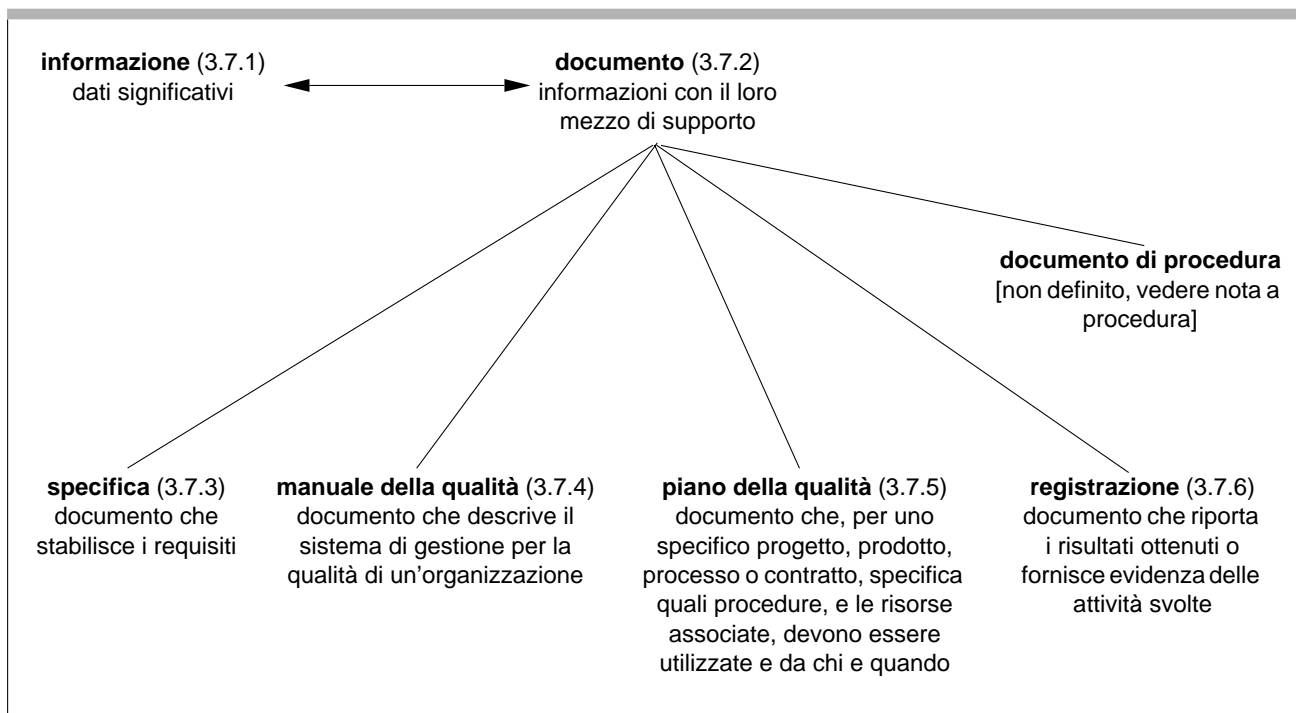 informazione (3.7.1)
dati significativi
documento (3.7.2)
informazioni con il loro
mezzo di supporto
documento di procedura
[non definito, vedere nota a
procedura]
specifica (3.7.3)
documento che
stabilisce i requisiti
manuale della qualità (3.7.4)
documento che descrive il
sistema di gestione per la
qualità di un'organizzazione
piano della qualità (3.7.5)
documento che, per uno
specifico progetto, prodotto,
processo o contratto, specifica
quali procedure, e le risorse
associate, devono essere
utilizzate e da chi e quando
registrazione (3.7.6)
documento che riporta
i risultati ottenuti o
fornisce evidenza delle
attività svolte